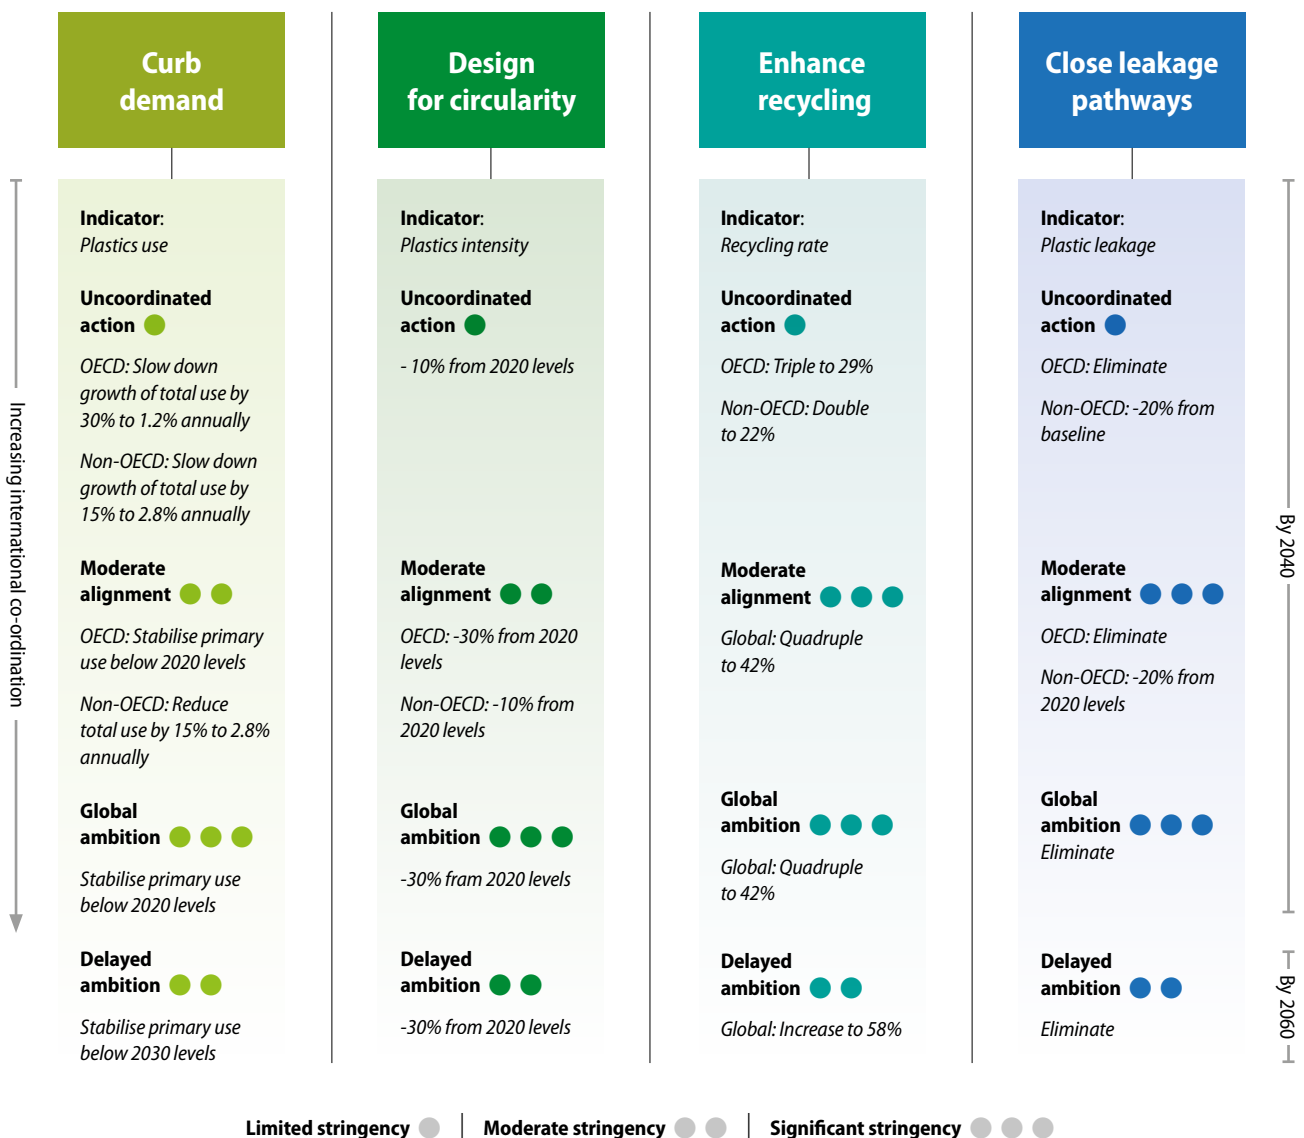 Curb
demand
Design
for circularity
Enhance
recycling
Close leakage
pathways
Increasing international co-ordination
Indicator:
Plastics use
Uncoordinated
action
OECD: Slow down
growth of total use by
30% to 1.2% annually
Non-OECD: Slow down
growth of total use by
15% to 2.8% annually
Moderate
alignment
OECD: Stabilise primary
use below 2020 levels
Non-OECD: Reduce
total use by 15% to 2.8%
annually
Global
ambition
Stabilise primary use
below 2020 levels
Delayed
ambition
Stabilise primary use
below 2030 levels
Indicator:
Plastics intensity
Uncoordinated
action
- 10% from 2020 levels
Moderate
alignment
OECD: -30% from 2020
levels
Non-OECD: -10% from
2020 levels
Global
ambition
-30% fram 2020 levels
Delayed
ambition
-30% from 2020 levels
Indicator:
Recycling rate
Uncoordinated
action
OECD: Triple to 29%
Non-OECD: Double
to 22%
Moderate
alignment
Global: Quadruple
to 42%
Global
ambition
Global: Quadruple
to 42%
Delayed
ambition
Global: Increase to 58%
Indicator:
Plastic leakage
Uncoordinated
action
OECD: Eliminate
Non-OECD: -20% from
baseline
Moderate
alignment
OECD: Eliminate
Non-OECD: -20% from
2020 levels
Global
ambition
Eliminate
Delayed
ambition
Eliminate
By 2040
By 2060
Limited stringency
Moderate stringency
Significant stringency